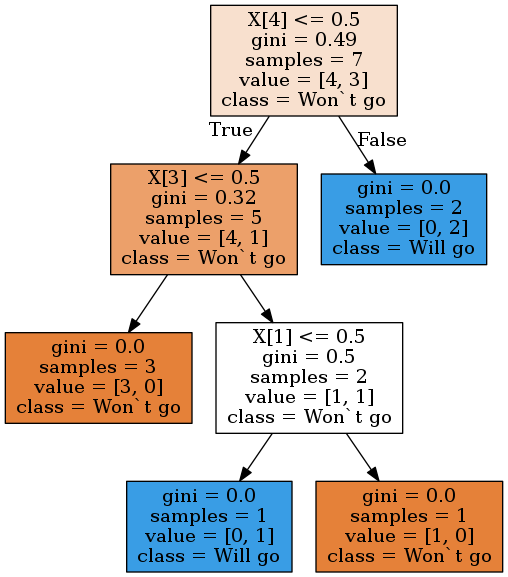 X[4] <= 0.5
gini = 0.49
samples = 7
value = [4, 3]
class = Won`t go
True
False
X[3] <= 0.5
gini = 0.32
samples = 5
value = [4, 1]
class = Won`t go
gini = 0.0
samples = 2
value = [0, 2]
class = Will go
gini = 0.0
samples = 3
value = [3, 0]
class = Won`t go
X[1] <= 0.5
gini = 0.5
samples = 2
value = [1, 1]
class = Won`t go
gini = 0.0
samples = 1
value = [0, 1]
class = Will go
gini = 0.0
samples = 1
value = [1, 0]
class = Won`t go